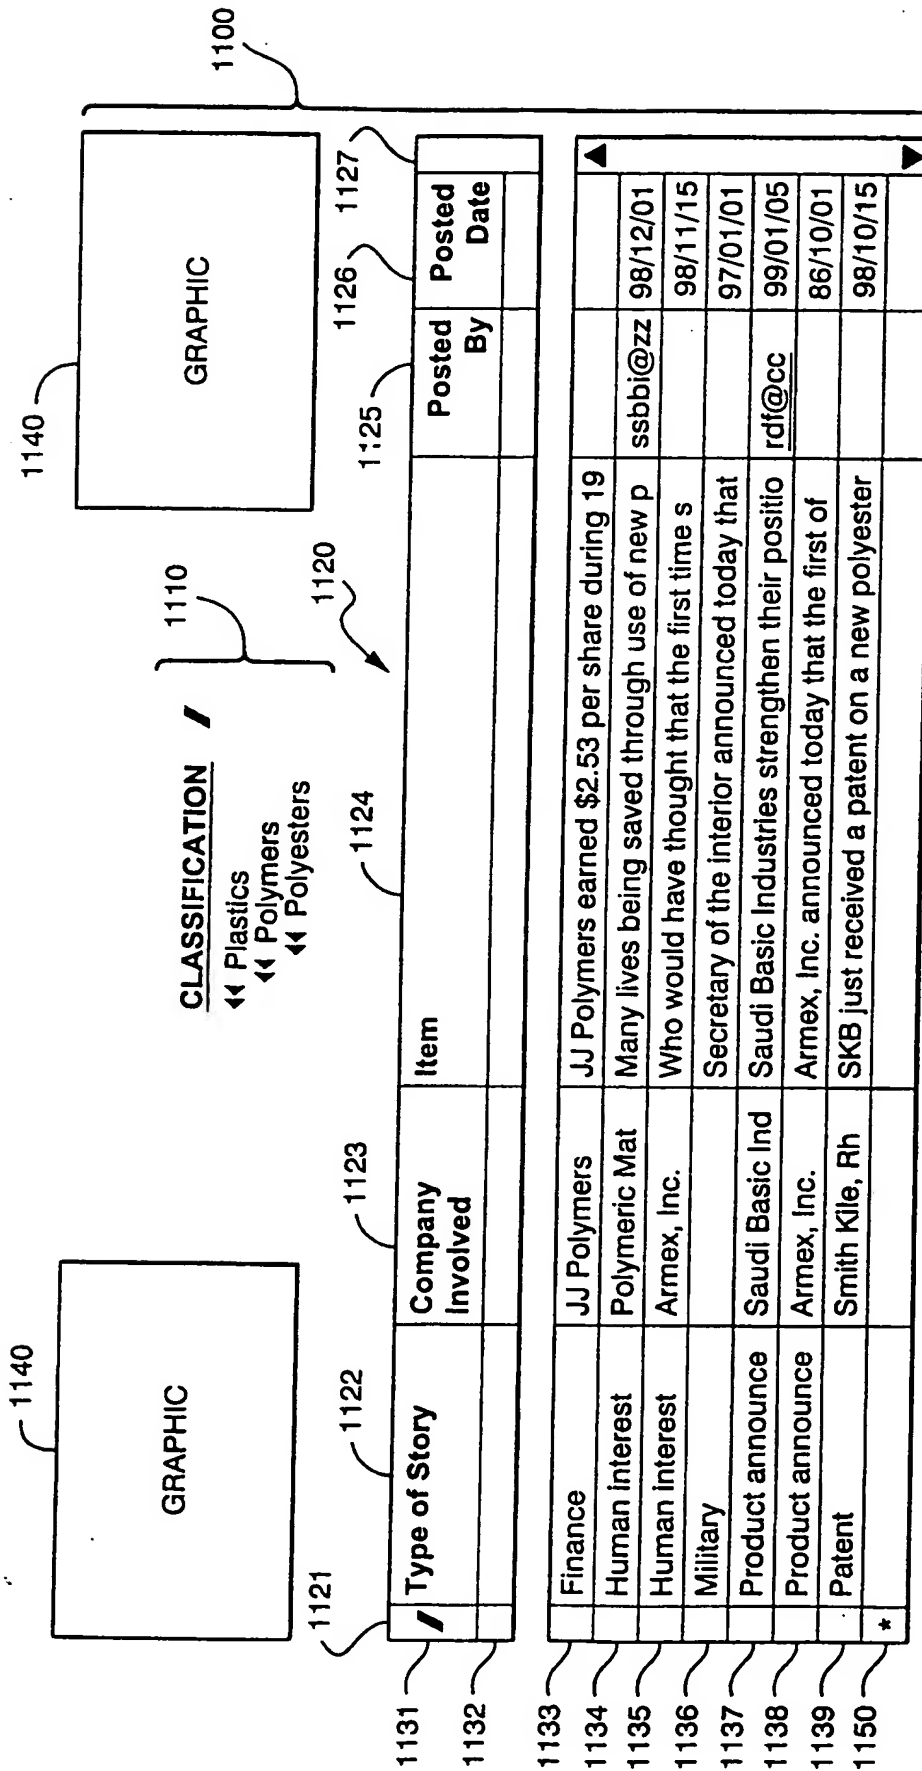 1140
1140
1100
GRAPHIC
GRAPHIC
CLASSIFICATION
1110
◄◄ Plastics
◄◄ Polymers
◄◄ Polyesters
1120
1121
1122
1123
1124
1125
1126
1127
1131 Type of Story Company Involved Item Posted By Posted Date
1132
1133 Finance JJ Polymers JJ Polymers earned $2.53 per share during 19
1134 Human interest Polymeric Mat Many lives being saved through use of new p ssbbi@zz 98/12/01
1135 Human interest Armex, Inc. Who would have thought that the first time s 98/11/15
1136 Military Secretary of the interior announced today that 97/01/01
1137 Product announce Saudi Basic Ind Saudi Basic Industries strengthen their positio rdf@cc 99/01/05
1138 Product announce Armex, Inc. Armex, Inc. announced today that the first of 86/10/01
1139 Patent Smith Kile, Rh SKB just received a patent on a new polyester 98/10/15
1150 *